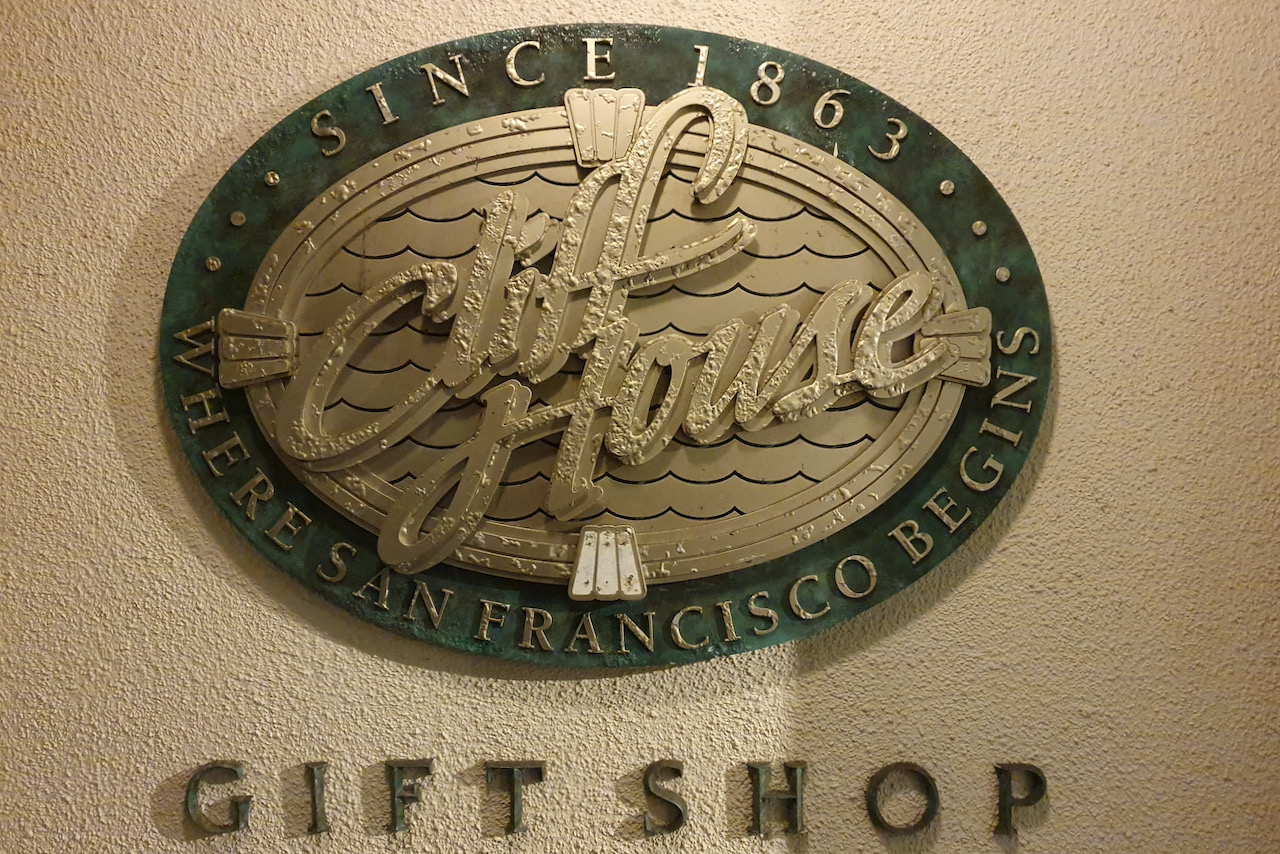 SINCE 1863
Cliff
House
WHERE SAN FRANCISCO BEGINS
GIFT SHOP